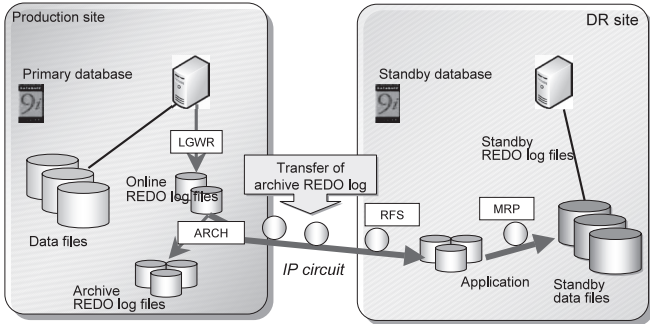 Production site
Primary database
9i
LGWR
Online
REDO log files
Data files
ARCH
Archive
REDO log files
Transfer of
archive REDO log
IP circuit
RFS
DR site
Standby database
9i
Standby
REDO log files
MRP
Application
Standby
data files